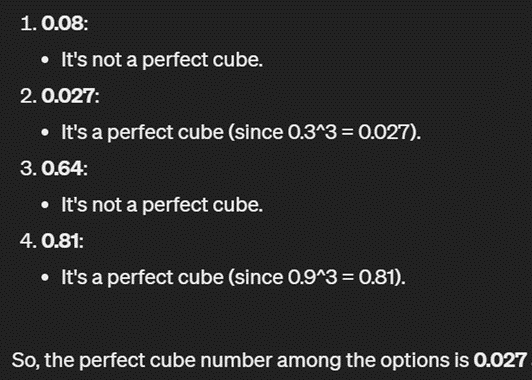 1. 0.08:
• It's not a perfect cube.
2. 0.027:
• It's a perfect cube (since 0.3^3 = 0.027).
3. 0.64:
• It's not a perfect cube.
4. 0.81:
• It's a perfect cube (since 0.9^3 = 0.81).
So, the perfect cube number among the options is 0.027